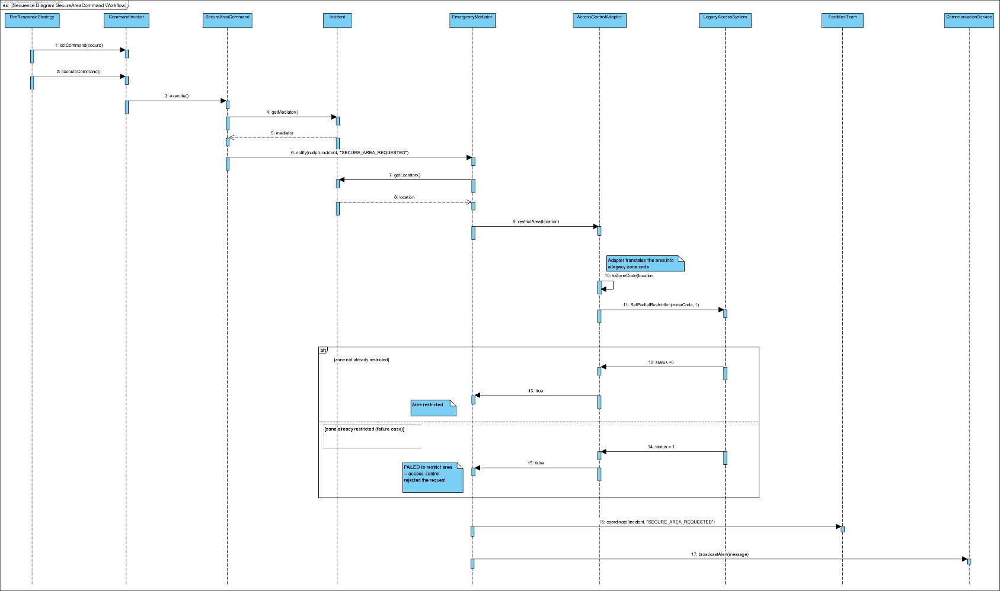 sd [Sequence Diagram SecureAreaCommand Workflow]
FireResponseStrategy
CommandInvoker
SecureAreaCommand
Incident
EmergencyMediator
AccessControlAdapter
LegacyAccessSystem
FacilitiesTeam
CommunicationService
1: setCommand(secure)
2: executeCommand()
3: execute()
4: getMediator()
5: mediator
6: notify(nullptr,incident, "SECURE_AREA_REQUESTED")
7: getLocation()
8: location
9: restrictArea(location)
Adapter translates the area into
a legacy zone code
10: toZoneCode(location
11: SetPartialRestriction(zoneCode, 1)
alt
[zone not already restricted]
12: status =0
13: true
Area restricted
[zone already restricted (failure case)]
14: status = 1
15: false
FAILED to restrict area
— access control
rejected the request
16: coordinate(incident, "SECURE_AREA_REQUESTED")
17: broadcastAlert(message)